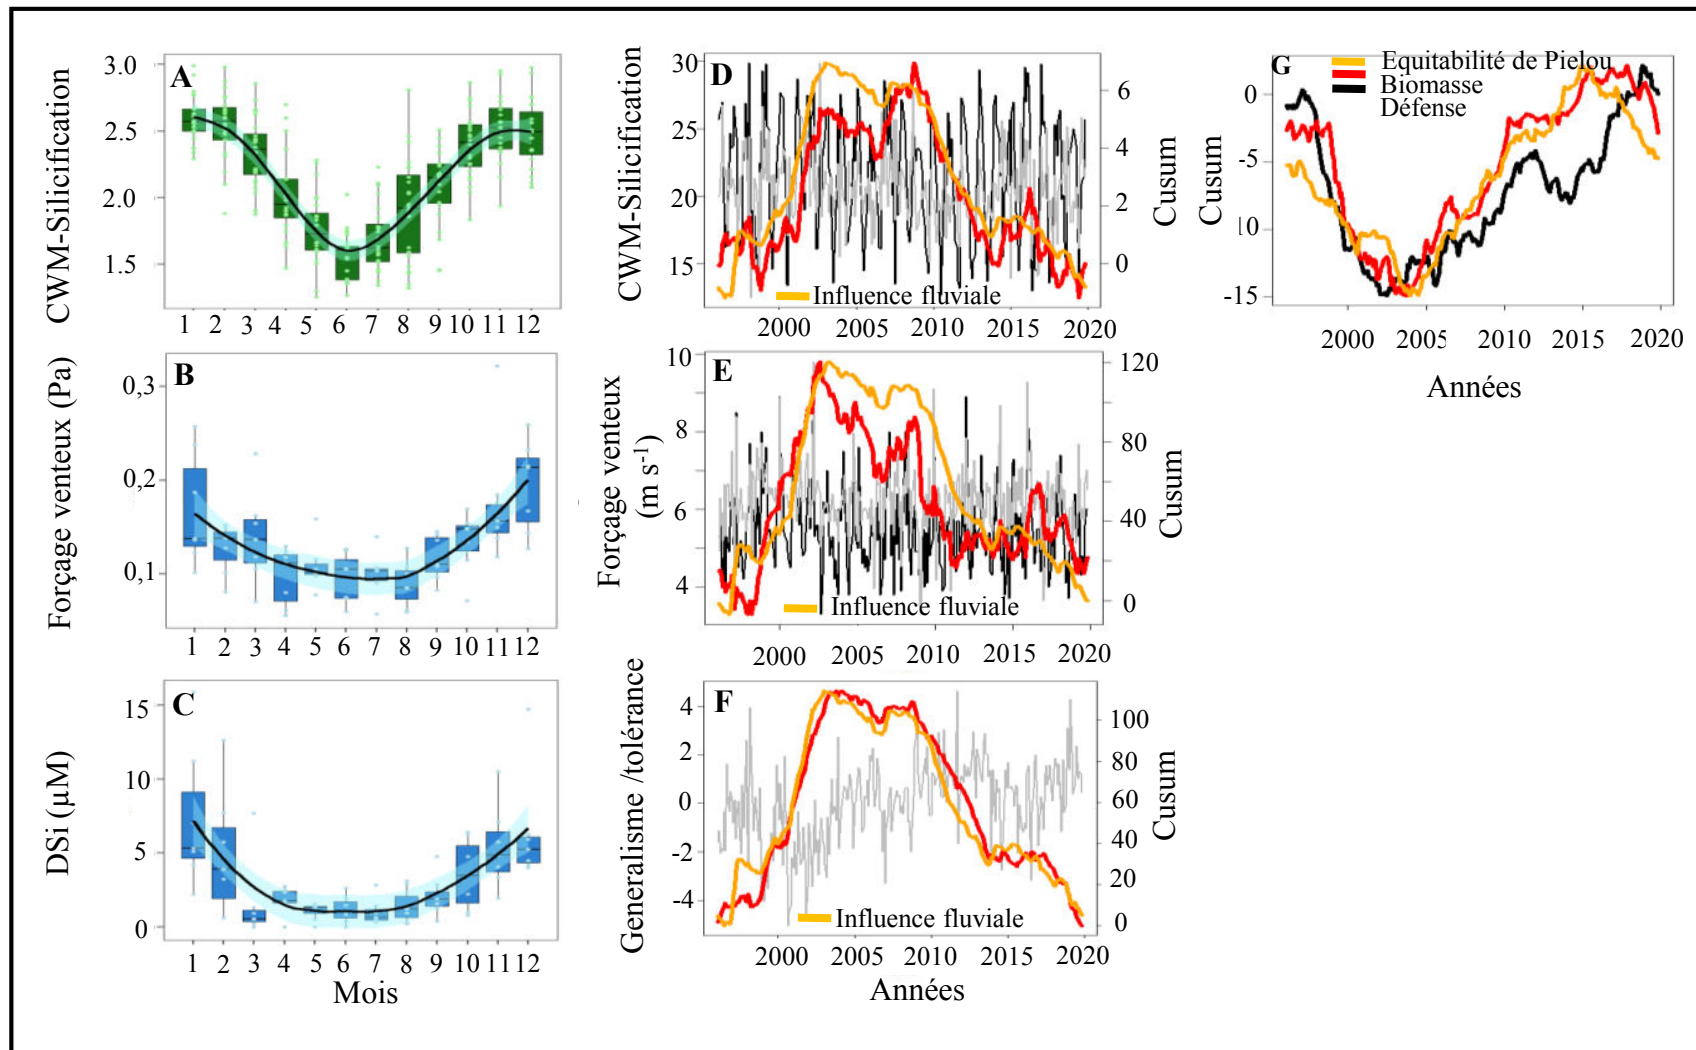 A
CWM-Silicification
3.0
2.5
2.0
1.5
1 2 3 4 5 6 7 8 9 10 11 12
B
Forçage venteux (Pa)
0,3
0,2
0,1
1 2 3 4 5 6 7 8 9 10 11 12
C
DSi (µM)
15
10
5
0
1 2 3 4 5 6 7 8 9 10 11 12
Mois
D
CWM-Silicification
30
25
20
15
6
4
2
0
Cusum
Influence fluviale
2000 2005 2010 2015 2020
E
Forçage venteux
(m s-1)
10
8
6
4
120
80
40
0
Cusum
Influence fluviale
2000 2005 2010 2015 2020
F
Generalisme /tolérance
4
2
0
-2
-4
100
80
60
40
20
0
Cusum
Influence fluviale
2000 2005 2010 2015 2020
Années
G
Equitabilité de Pielou
Biomasse
Défense
Cusum
0
-5
10
-15
2000 2005 2010 2015 2020
Années